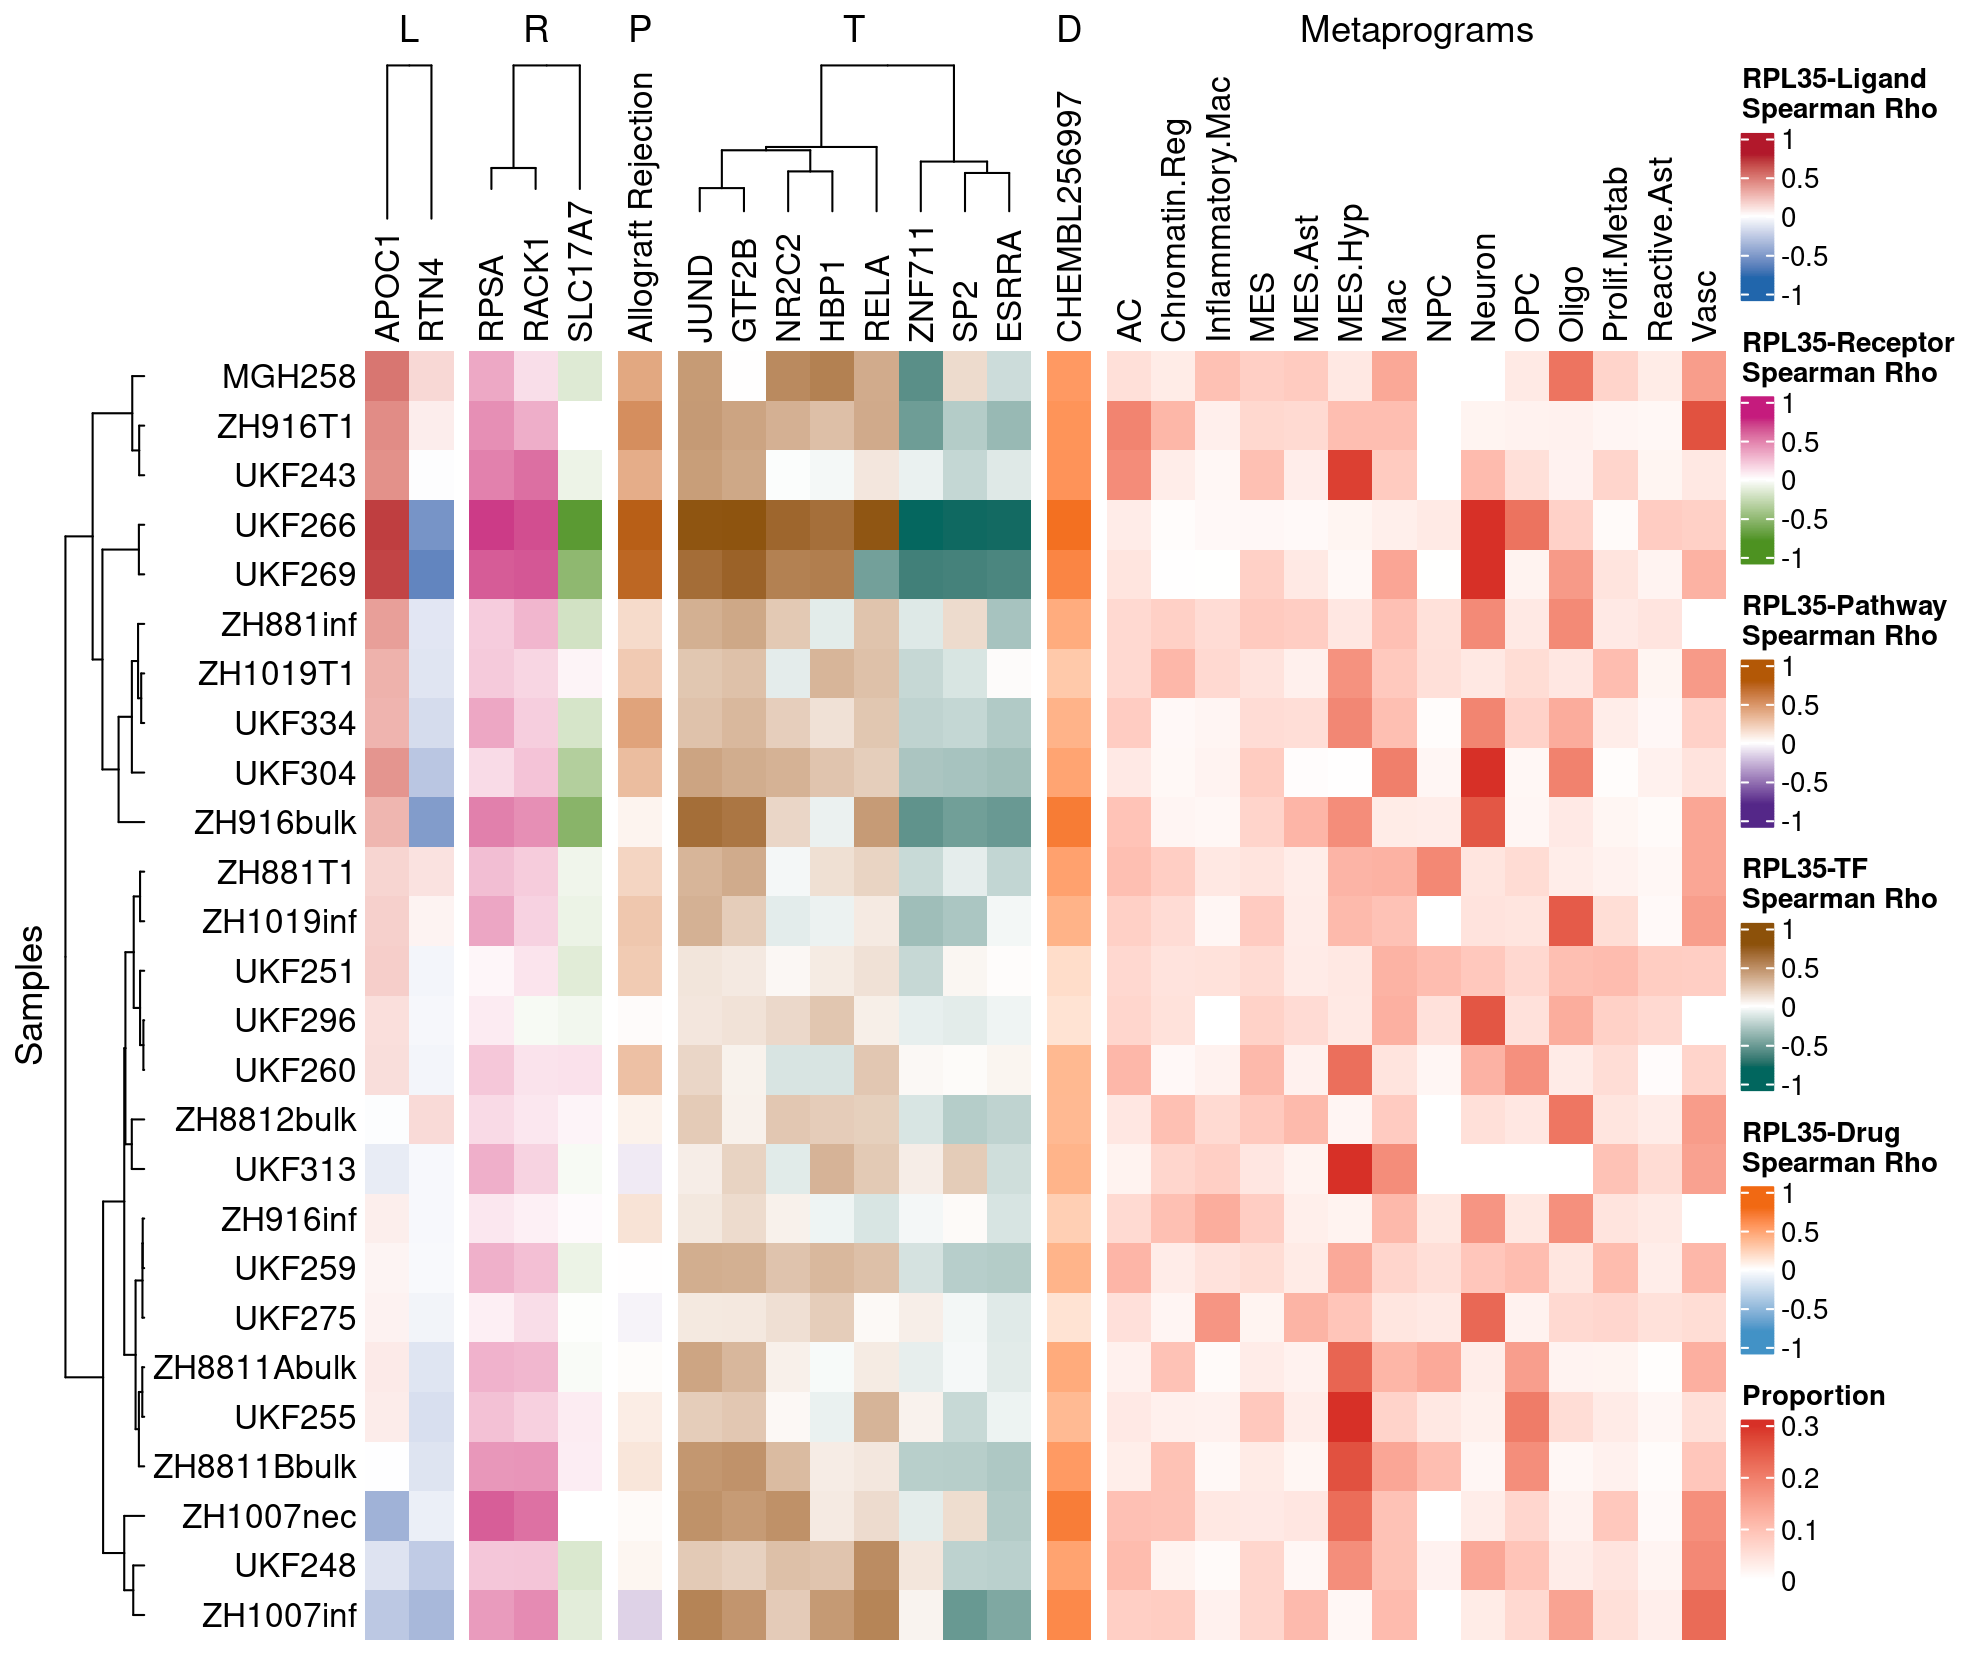 L R P T D Metaprograms
APOC1
RTN4
RPSA
RACK1
SLC17A7
Allograft Rejection
JUND
GTF2B
NR2C2
HBP1
RELA
ZNF711
SP2
ESRRA
CHEMBL256997
AC
Chromatin.Reg
Inflammatory.Mac
MES
MES.Ast
MES.Hyp
Mac
NPC
Neuron
OPC
Oligo
Prolif.Metab
Reactive.Ast
Vasc
Samples
MGH258
ZH916T1
UKF243
UKF266
UKF269
ZH881inf
ZH1019T1
UKF334
UKF304
ZH916bulk
ZH881T1
ZH1019inf
UKF251
UKF296
UKF260
ZH8812bulk
UKF313
ZH916inf
UKF259
UKF275
ZH8811Abulk
UKF255
ZH8811Bbulk
ZH1007nec
UKF248
ZH1007inf
RPL35-Ligand
Spearman Rho
1
0.5
0
-0.5
-1
RPL35-Receptor
Spearman Rho
1
0.5
0
-0.5
-1
RPL35-Pathway
Spearman Rho
1
0.5
0
-0.5
-1
RPL35-TF
Spearman Rho
1
0.5
0
-0.5
-1
RPL35-Drug
Spearman Rho
1
0.5
0
-0.5
-1
Proportion
0.3
0.2
0.1
0